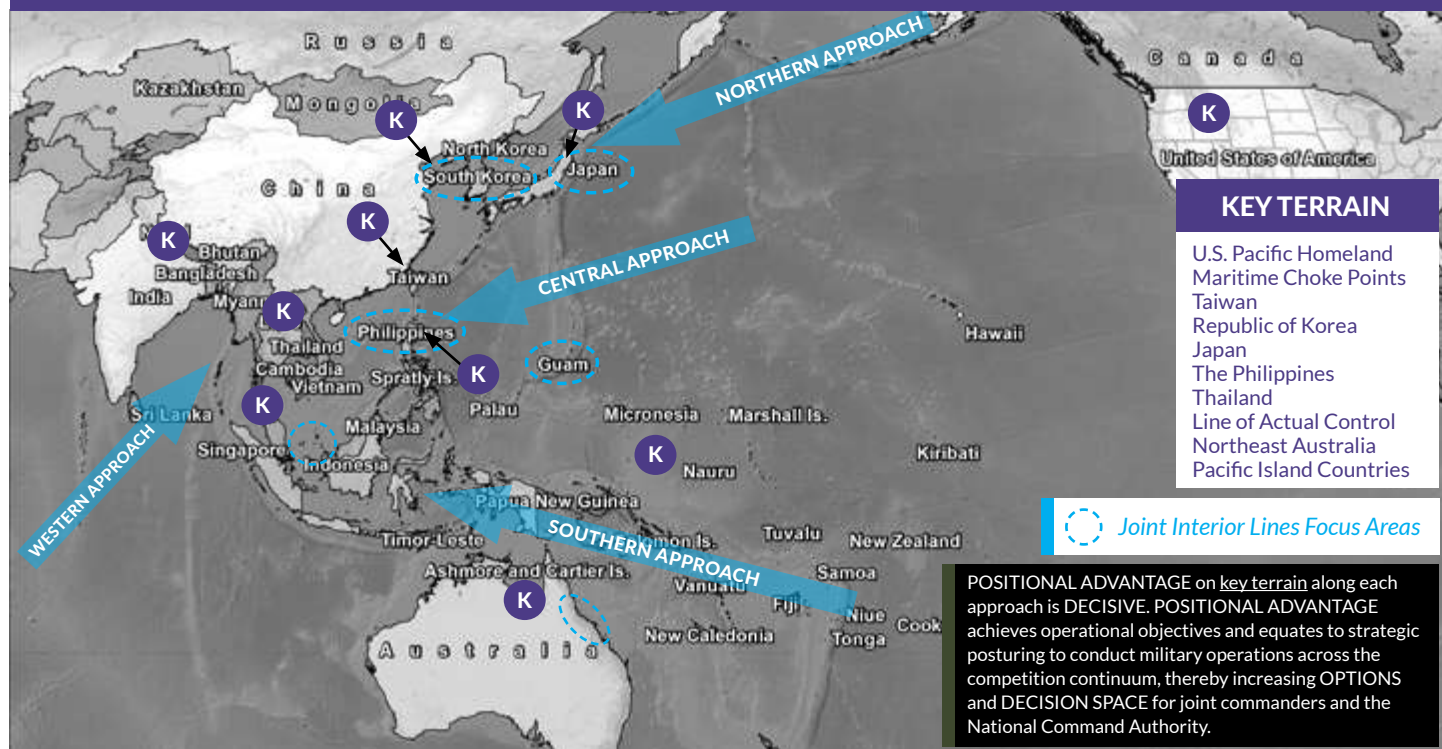 Russia
Canada
NORTHERN APPROACH
Kazakhstan
Mongolia
K
K
K
North Korea
United States of America
South Korea
Japan
China
KEY TERRAIN
K
K
Bhutan
CENTRAL APPROACH
U.S. Pacific Homeland
Bangladesh
Taiwan
Maritime Choke Points
India
Taiwan
K
Republic of Korea
Philippines
Hawaii
Japan
Thailand
The Philippines
Cambodia
Guam
Thailand
Vietnam
Spratly Is.
K
Line of Actual Control
K
Palau
Micronesia
Marshall Is.
Northeast Australia
Sri Lanka
Malaysia
Pacific Island Countries
WESTERN APPROACH
Singapore
Indonesia
K
Nauru
Kiribati
Papua New Guinea
Joint Interior Lines Focus Areas
SOUTHERN APPROACH
Timor-Leste
Solomon Is.
Tuvalu
New Zealand
Ashmore and Cartier Is.
Samoa
K
Vanuatu
Fiji
Niue
Cook
Australia
New Caledonia
Tonga
POSITIONAL ADVANTAGE on key terrain along each
approach is DECISIVE. POSITIONAL ADVANTAGE
achieves operational objectives and equates to strategic
posturing to conduct military operations across the
competition continuum, thereby increasing OPTIONS
and DECISION SPACE for joint commanders and the
National Command Authority.